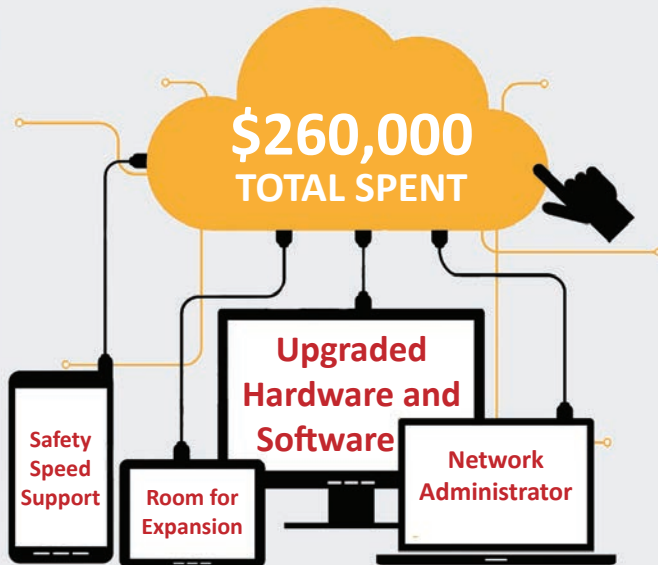 $260,000
TOTAL SPENT
Upgraded
Hardware and
Software
Safety
Speed
Support
Room for
Expansion
Network
Administrator